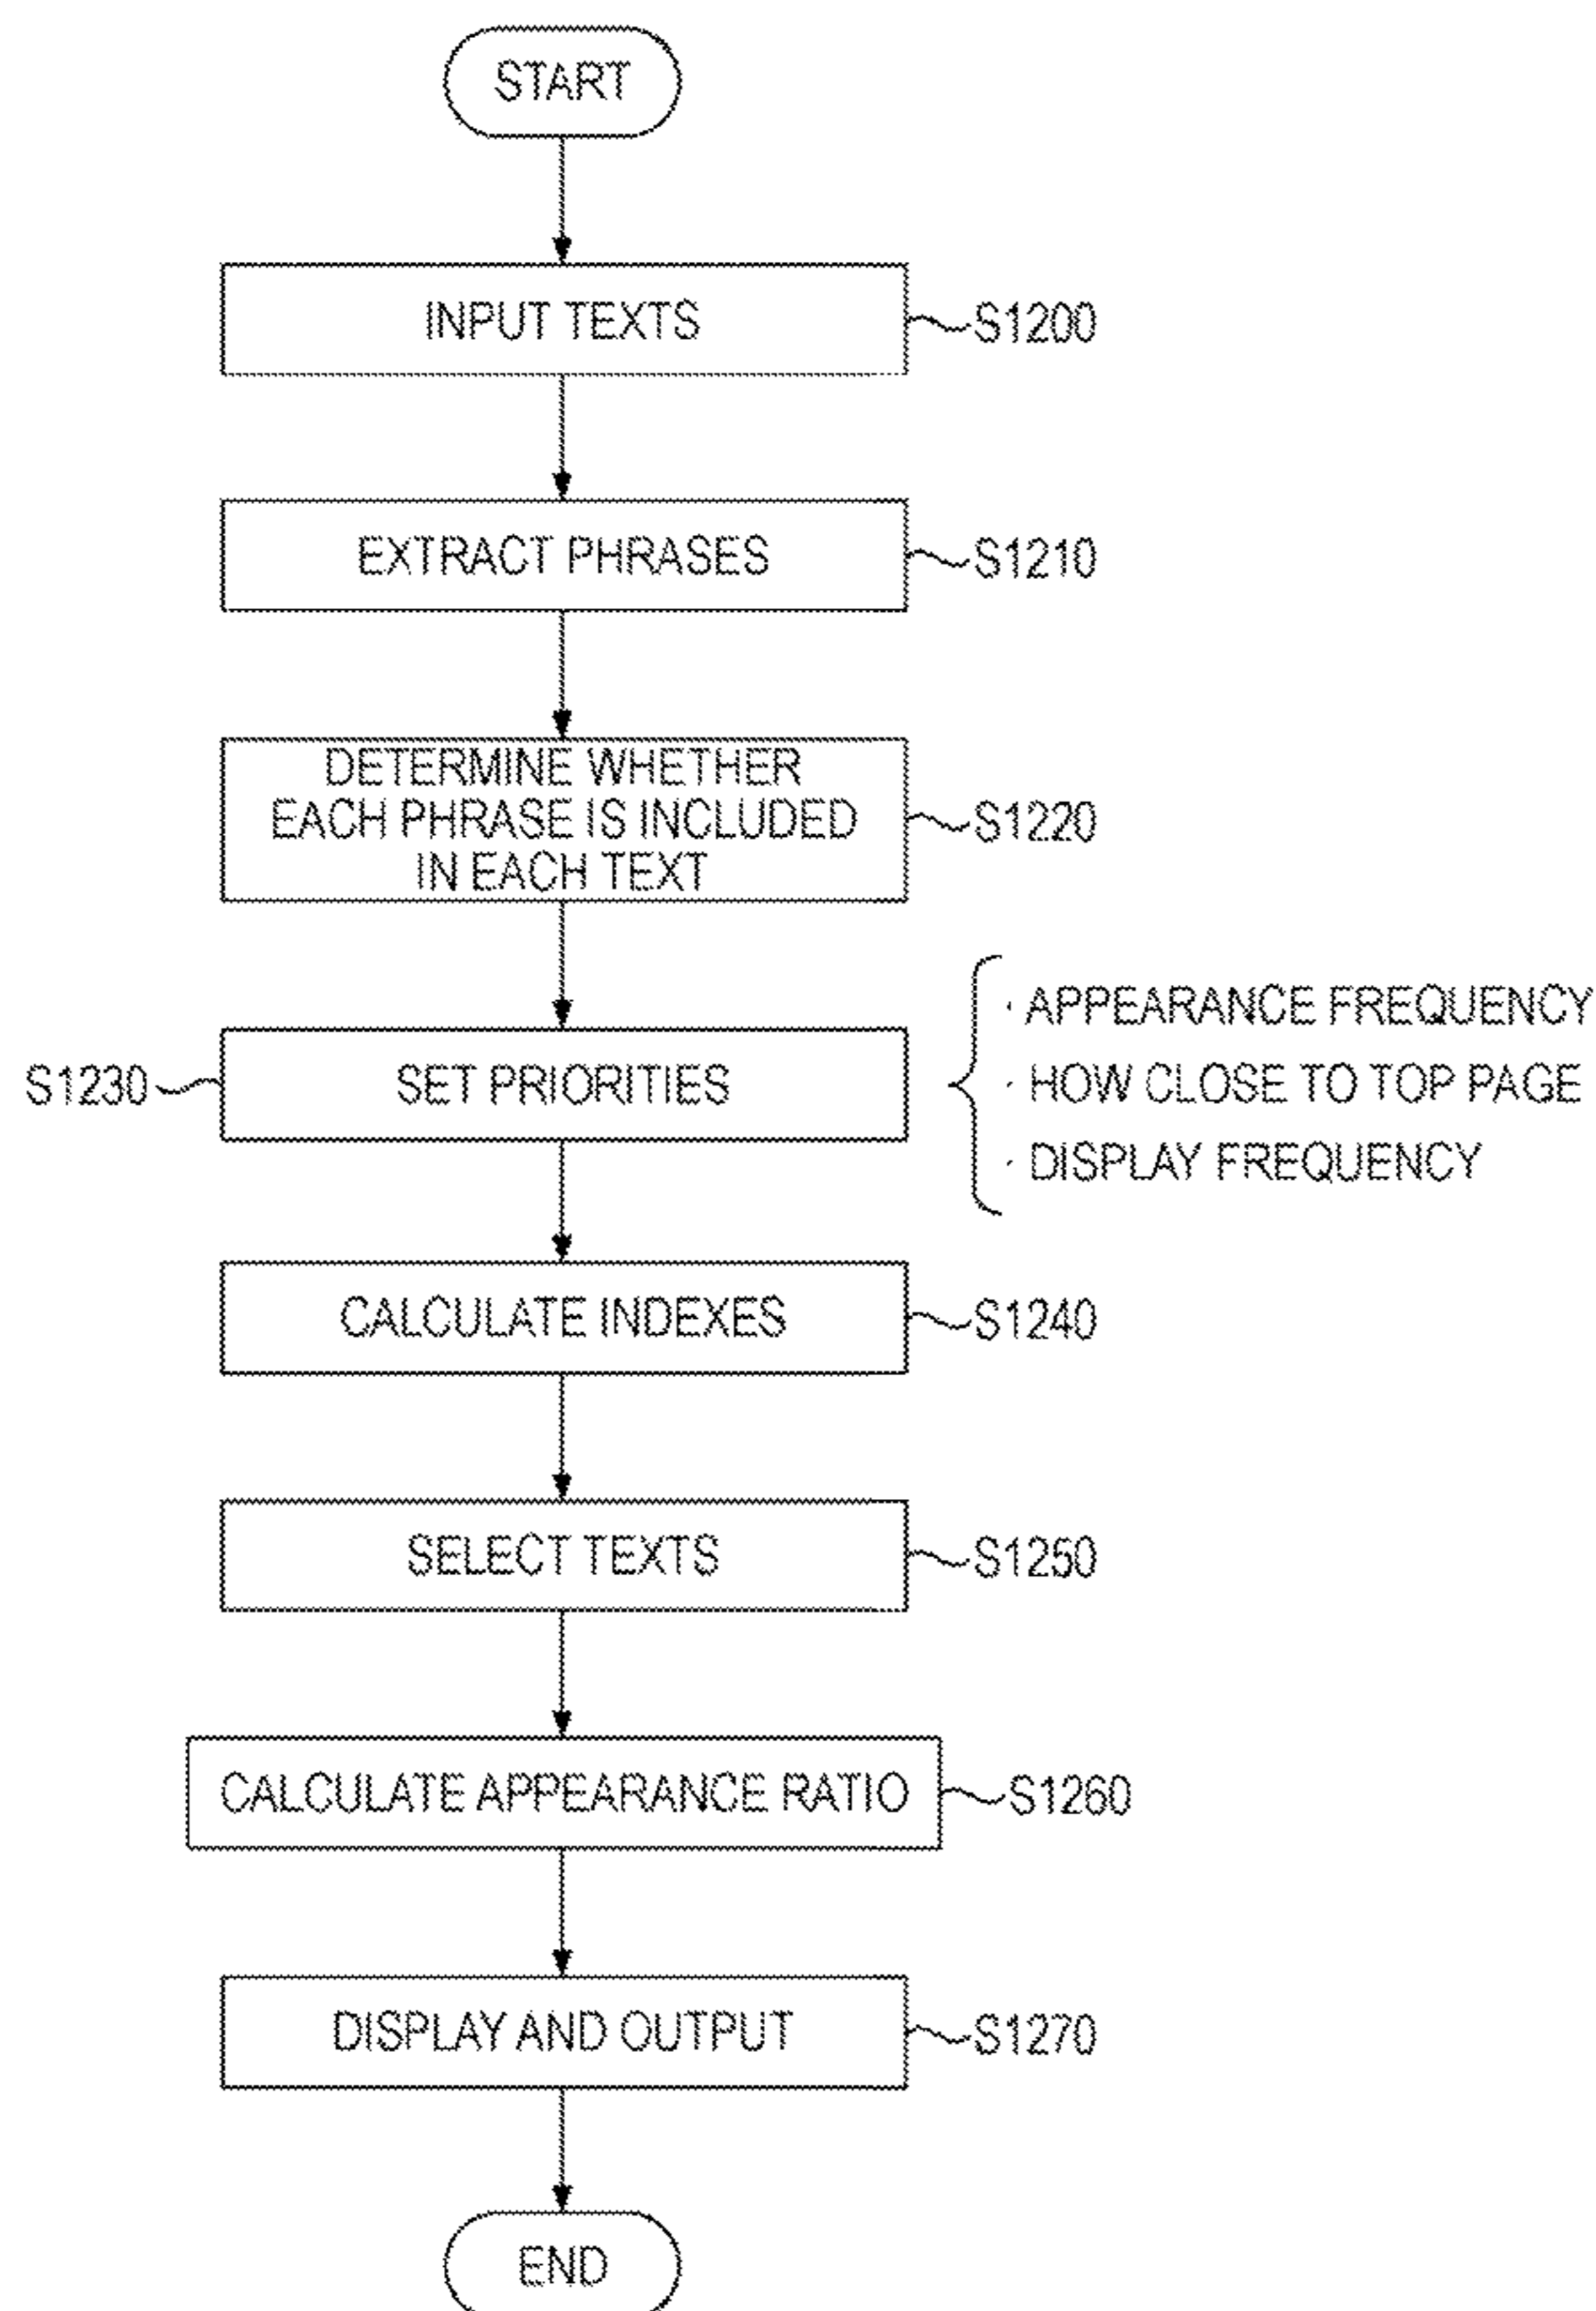 START
INPUT TEXTS
S1200
EXTRACT PHRASES
S1210
DETERMINE WHETHER
EACH PHRASE IS INCLUDED
IN EACH TEXT
S1220
S1230
SET PRIORITIES
· APPEARANCE FREQUENCY
· HOW CLOSE TO TOP PAGE
· DISPLAY FREQUENCY
CALCULATE INDEXES
S1240
SELECT TEXTS
S1250
CALCULATE APPEARANCE RATIO
S1260
DISPLAY AND OUTPUT
S1270
END